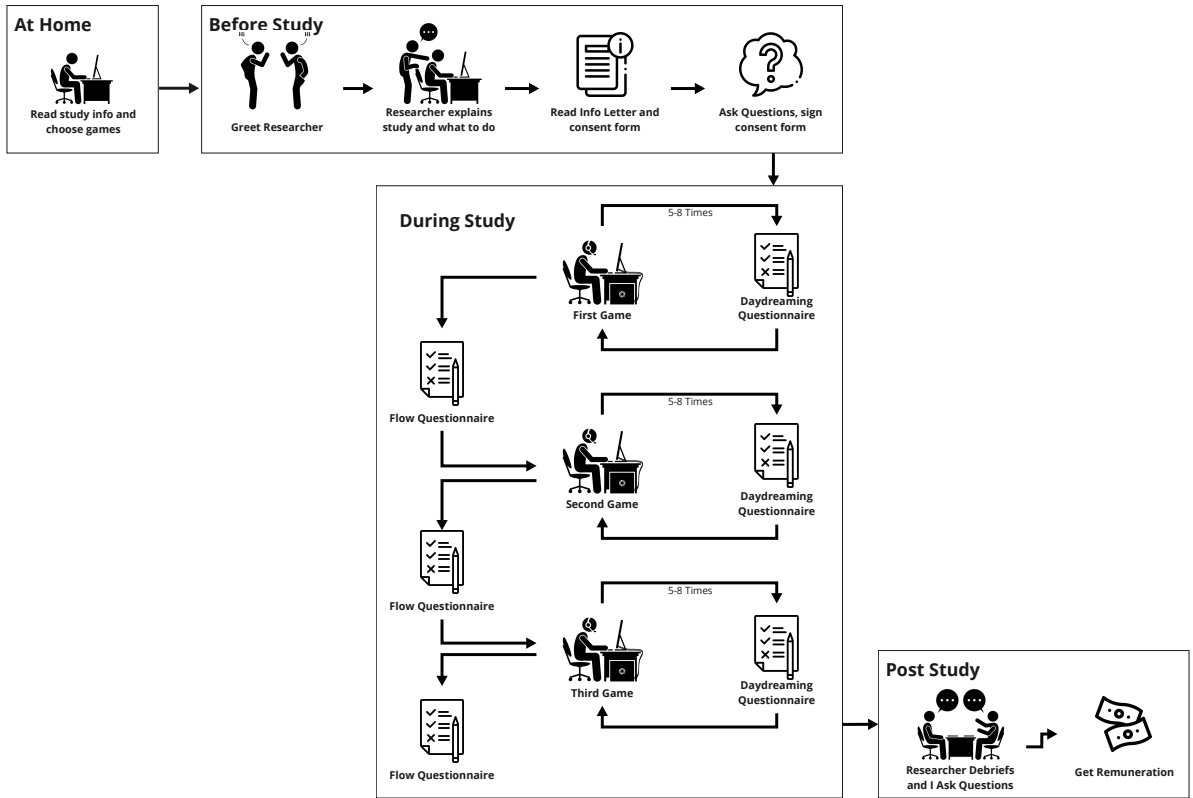 At Home
Read study info and
choose games
Before Study
HI
HI
Greet Researcher
Researcher explains
study and what to do
Read Info Letter and
consent form
Ask Questions, sign
consent form
During Study
5-8 Times
First Game
Daydreaming
Questionnaire
Flow Questionnaire
5-8 Times
Second Game
Daydreaming
Questionnaire
Flow Questionnaire
5-8 Times
Third Game
Daydreaming
Questionnaire
Flow Questionnaire
Post Study
Researcher Debriefs
and I Ask Questions
Get Remuneration